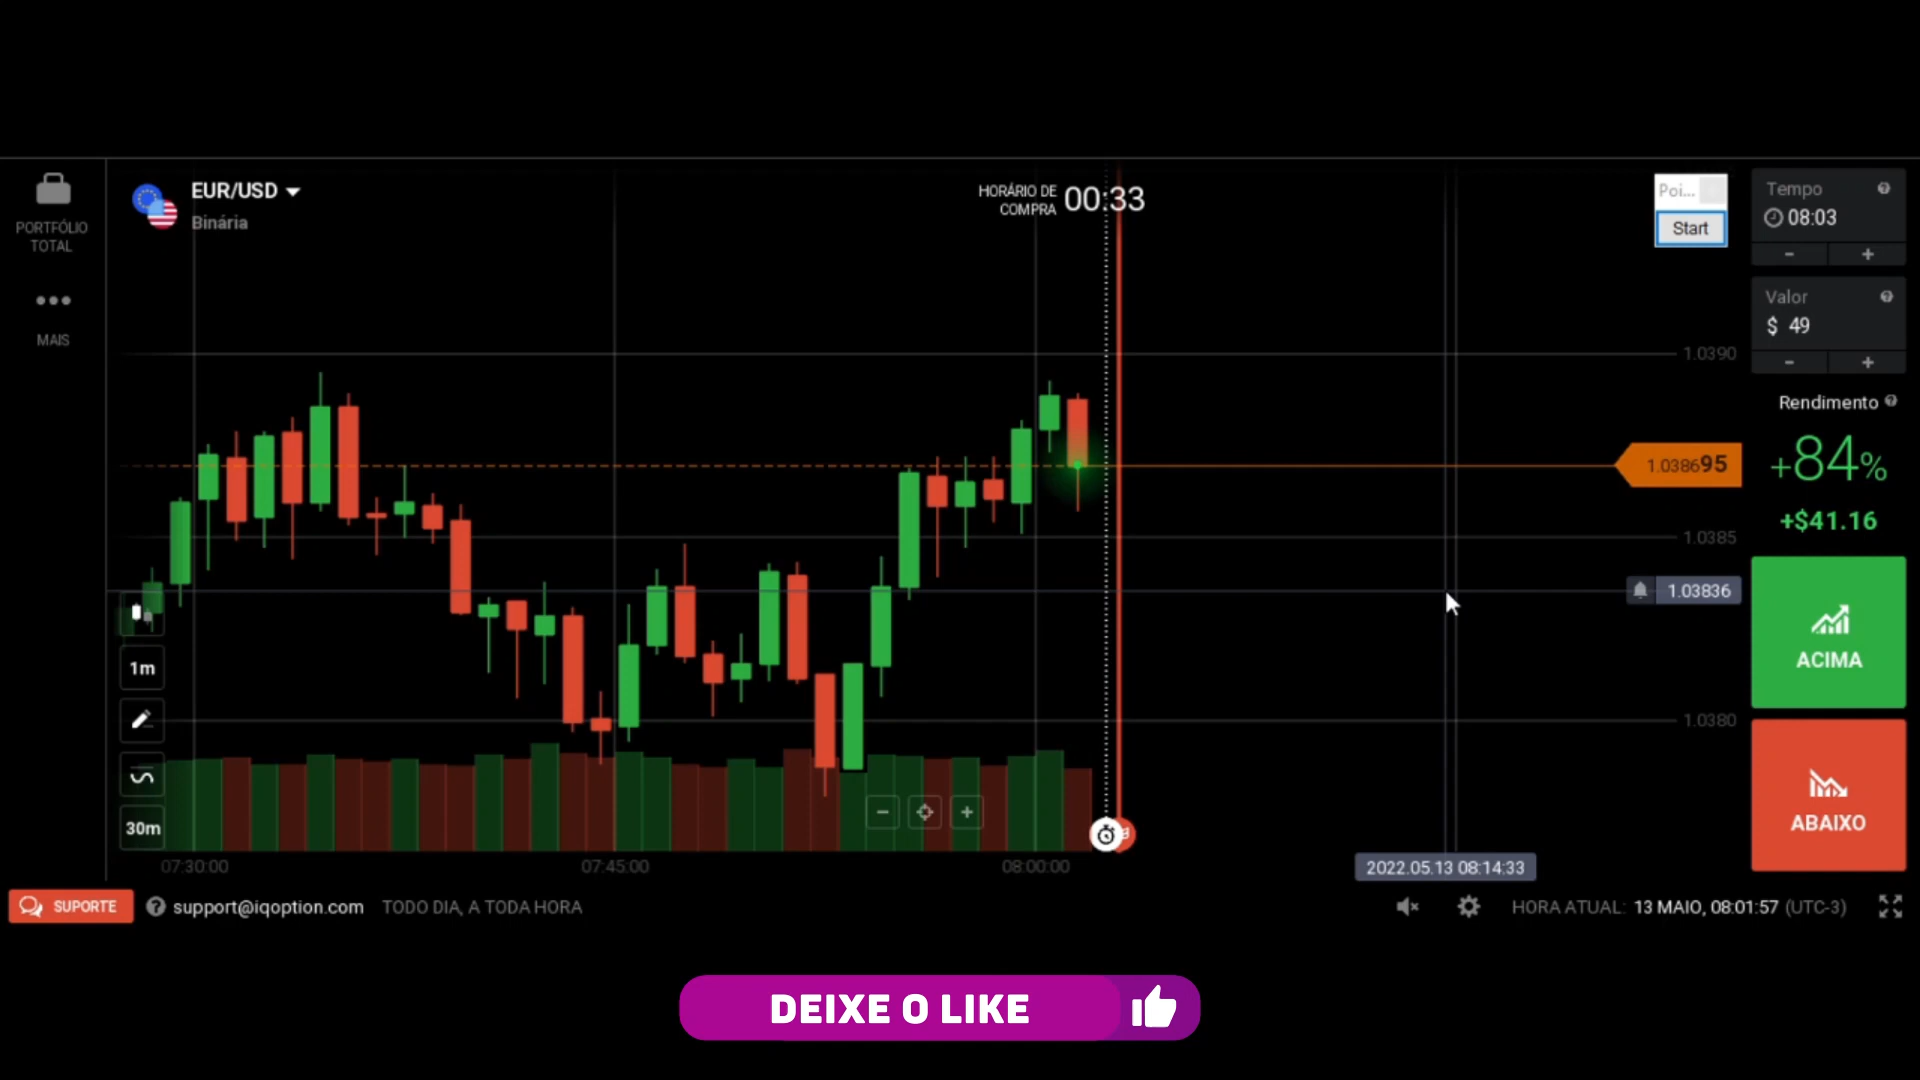 PORTFÓLIO
TOTAL
MAIS
EUR/USD
Binária
HORÁRIO DE
COMPRA
00:33
Poi...
Start
Tempo
08:03
- +
Valor
$ 49
- +
Rendimento
+84%
+$41.16
ACIMA
ABAIXO
1.0390
1.038695
1.0385
1.03836
1.0380
1m
30m
- +
07:30:00
07:45:00
08:00:00
2022.05.13 08:14:33
SUPORTE
support@iqoption.com
TODO DIA, A TODA HORA
HORA ATUAL: 13 MAIO, 08:01:57 (UTC-3)
DEIXE O LIKE